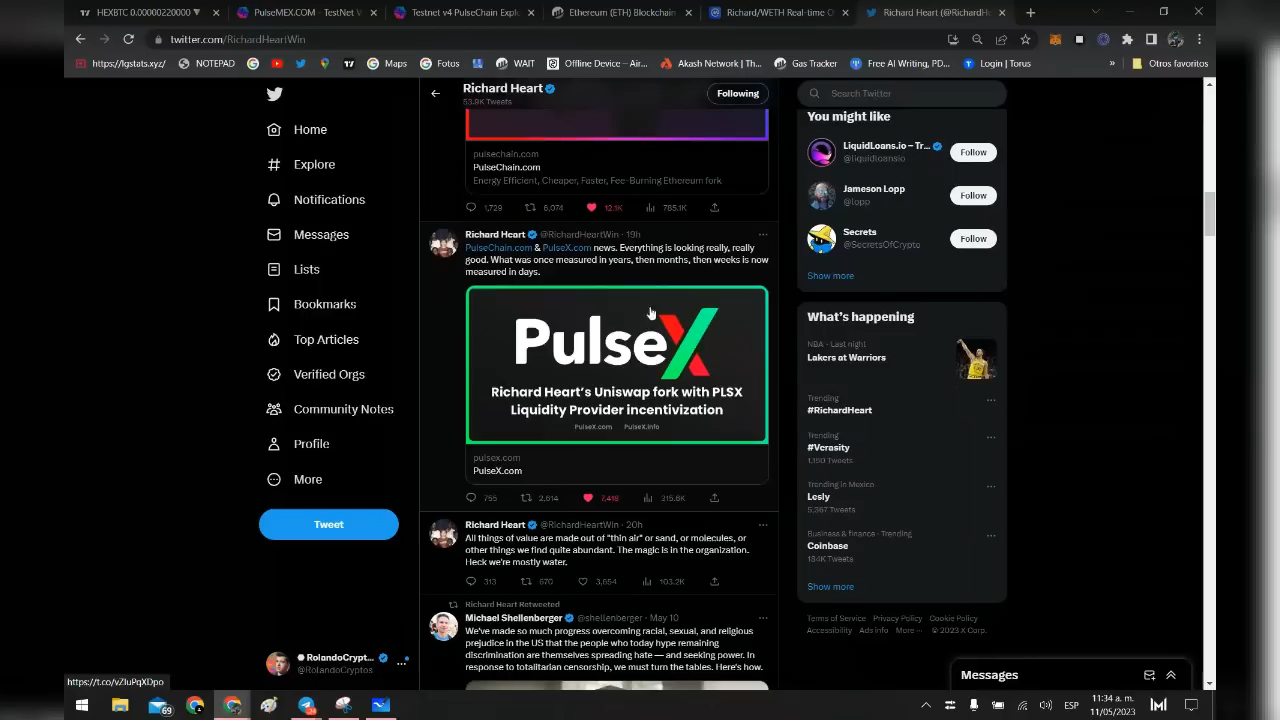 HEXBTC 0.00000220000
PulseMEX.COM – TestNet V
Testnet v4 PulseChain Explo
Ethereum (ETH) Blockchain
Richard/WETH Real-time O
Richard Heart (@RichardHe
twitter.com/RichardHeartWin
https://lgstats.xyz/
NOTEPAD
Maps
Fotos
WAIT
Offline Device – Air...
Akash Network | Th...
Gas Tracker
Free AI Writing, PD...
Login | Torus
»
Otros favoritos
Richard Heart
53.9K Tweets
Following
Search Twitter
Home
Explore
Notifications
Messages
Lists
Bookmarks
Top Articles
Verified Orgs
Community Notes
Profile
More
Tweet
RolandoCrypt...
@RolandoCryptos
pulsechain.com
PulseChain.com
Energy Efficient, Cheaper, Faster, Fee-Burning Ethereum fork
1,729 6,074 12.1K 785.1K
Richard Heart @RichardHeartWin · 19h
PulseChain.com & PulseX.com news. Everything is looking really, really
good. What was once measured in years, then months, then weeks is now
measured in days.
PulseX
Richard Heart's Uniswap fork with PLSX
Liquidity Provider incentivization
PulseX.com PulseX.info
pulsex.com
PulseX.com
755 2,614 7,419 315.6K
Richard Heart @RichardHeartWin · 20h
All things of value are made out of "thin air" or sand, or molecules, or
other things we find quite abundant. The magic is in the organization.
Heck we're mostly water.
313 670 3,654 103.2K
Richard Heart Retweeted
Michael Shellenberger @shellenberger · May 10
We've made so much progress overcoming racial, sexual, and religious
prejudice in the US that the people who today hype remaining
discrimination are themselves spreading hate — and seeking power. In
response to totalitarian censorship, we must turn the tables. Here's how.
You might like
LiquidLoans.io – Tr...
@liquidloansio
Follow
Jameson Lopp
@lopp
Follow
Secrets
@SecretsOfCrypto
Follow
Show more
What's happening
NBA · Last night
Lakers at Warriors
Trending
#RichardHeart
Trending
#Verasity
1,150 Tweets
Trending in Mexico
Lesly
5,367 Tweets
Business & finance · Trending
Coinbase
184K Tweets
Show more
Terms of Service Privacy Policy Cookie Policy
Accessibility Ads info More ··· © 2023 X Corp.
Messages
https://t.co/vZluPqXDpo
69
24
ESP
11:34 a. m.
11/05/2023